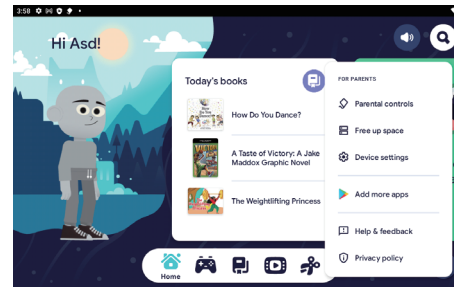 3:58
Hi Asd!
Today's books
How Do You Dance?
A Taste of Victory: A Jake
Maddox Graphic Novel
The Weightlifting Princess
FOR PARENTS
Parental controls
Free up space
Device settings
Add more apps
Help & feedback
Privacy policy
Home